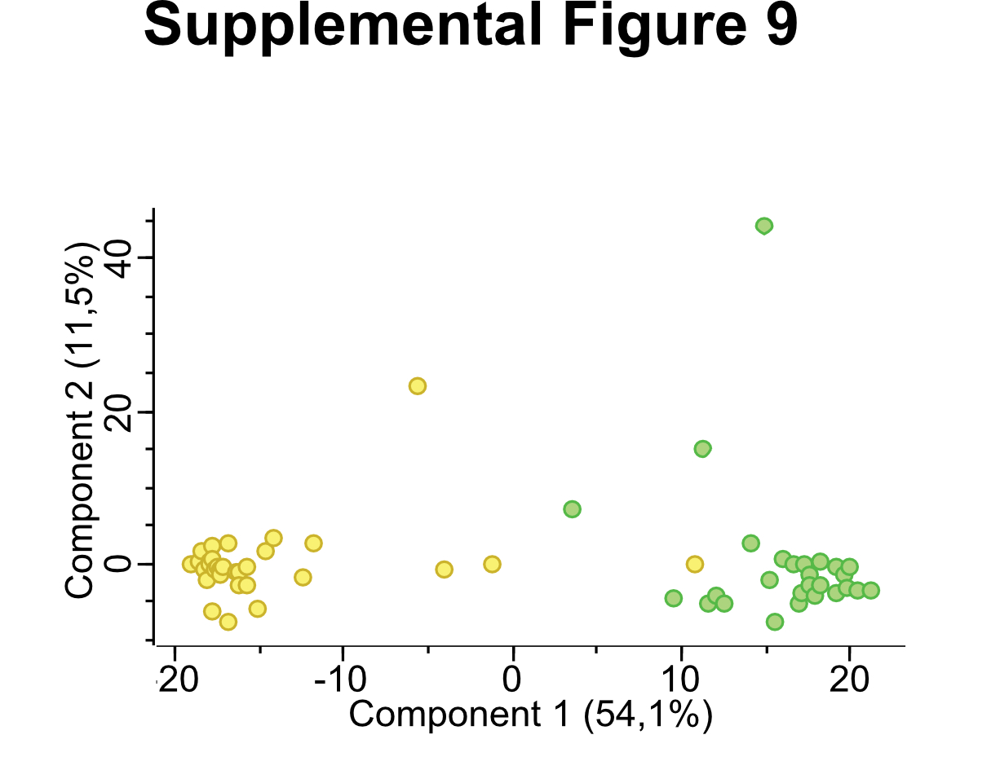 Supplemental Figure 9
Component 2 (11,5%)
40
20
0
-20
-10
0
10
20
Component 1 (54,1%)